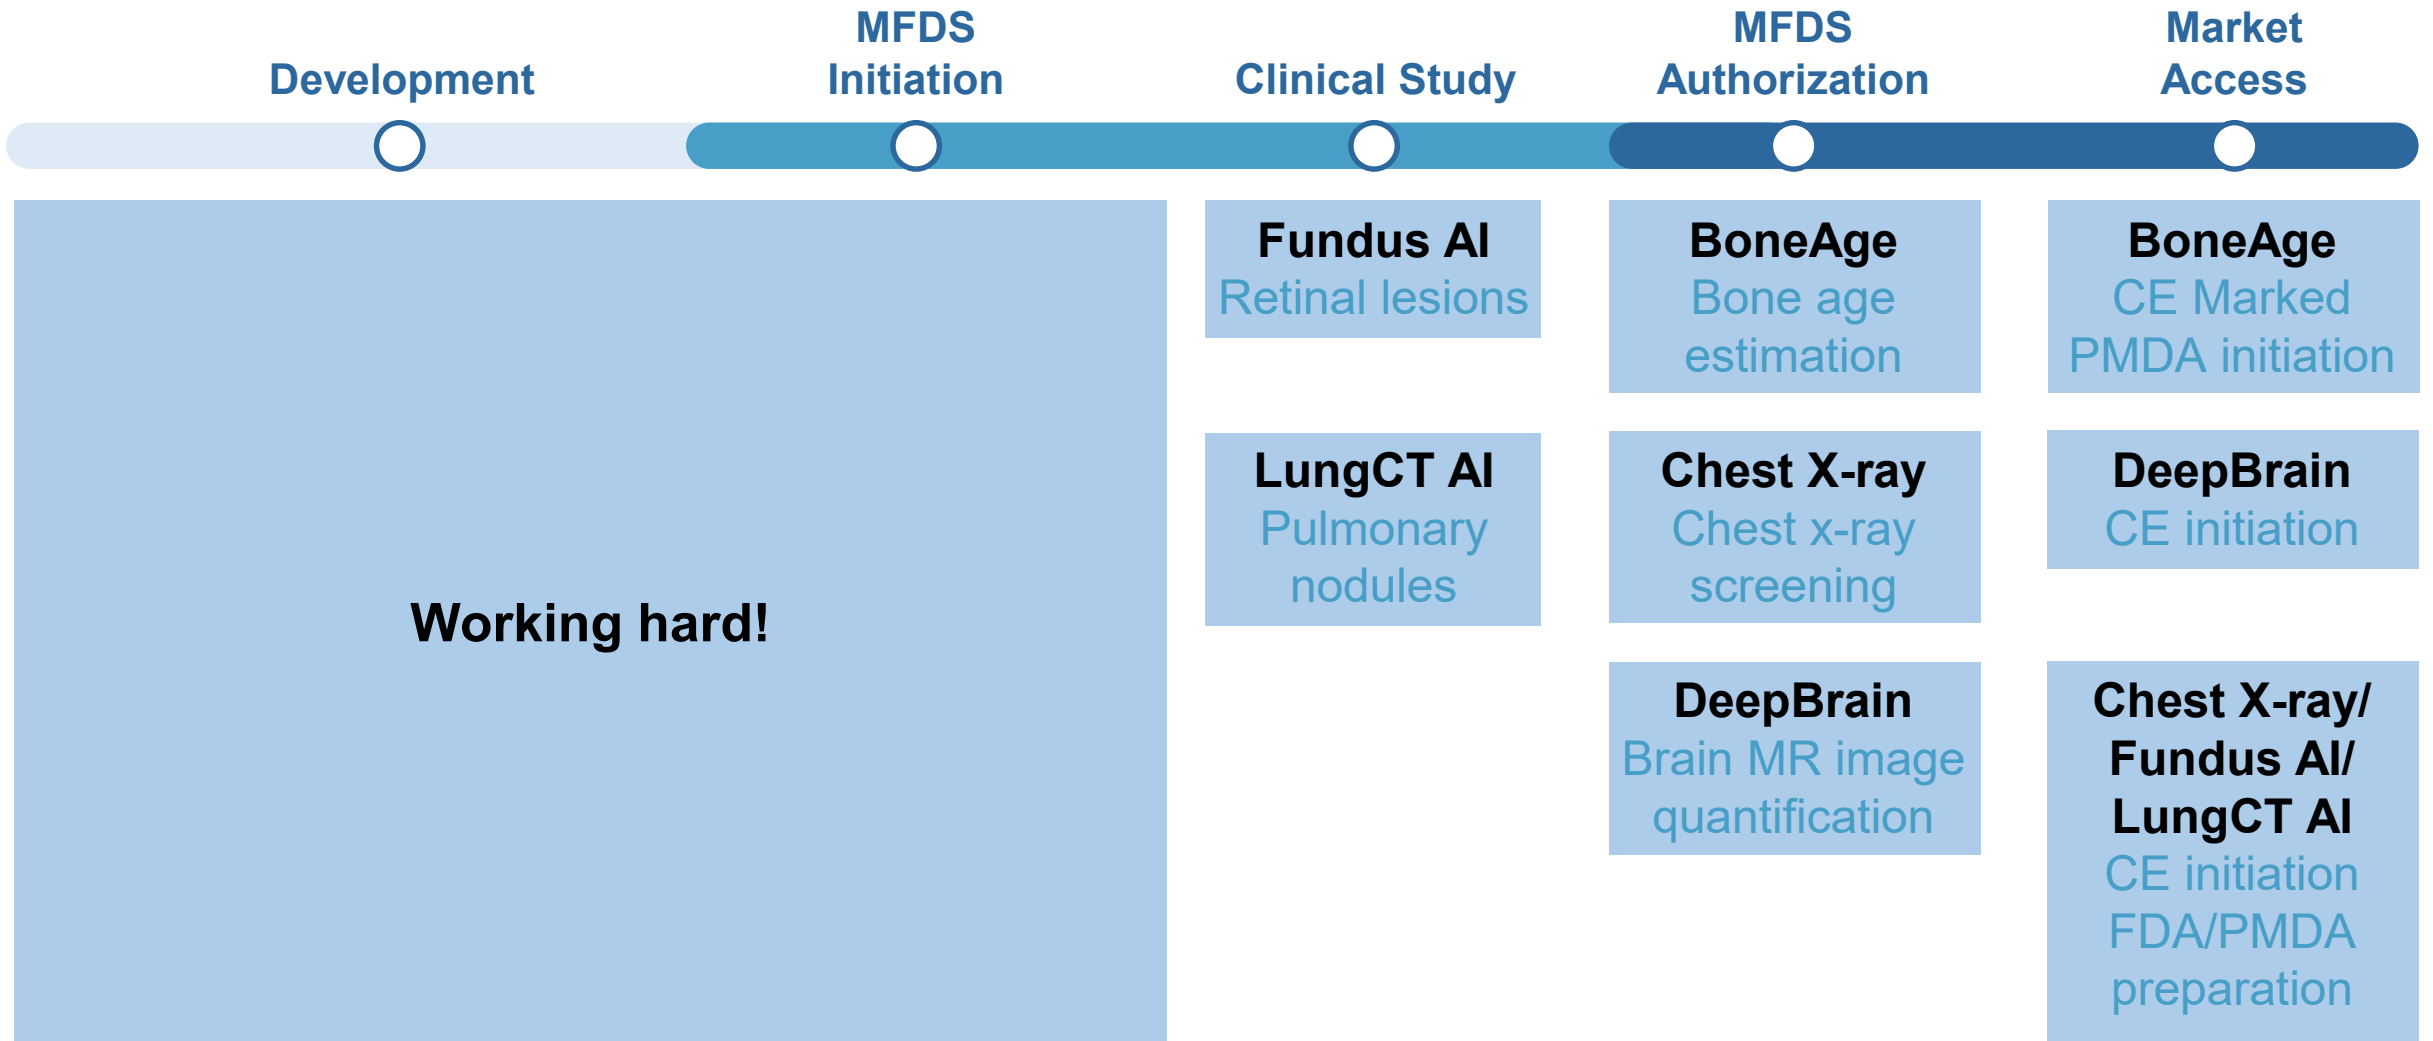 Development
MFDS
Initiation
Clinical Study
MFDS
Authorization
Market
Access
Working hard!
Fundus AI
Retinal lesions
LungCT AI
Pulmonary
nodules
BoneAge
Bone age
estimation
Chest X-ray
Chest x-ray
screening
DeepBrain
Brain MR image
quantification
BoneAge
CE Marked
PMDA initiation
DeepBrain
CE initiation
Chest X-ray/
Fundus AI/
LungCT AI
CE initiation
FDA/PMDA
preparation